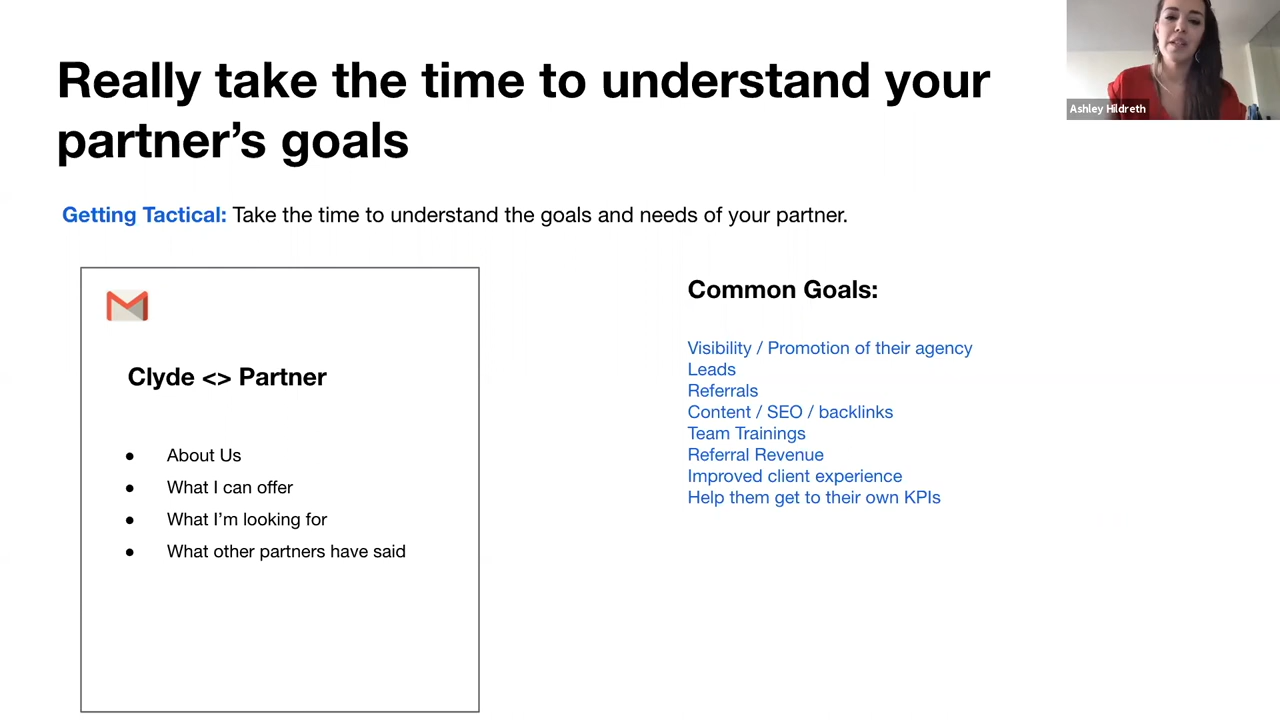 Really take the time to understand your
partner’s goals
Ashley Hildreth
Getting Tactical: Take the time to understand the goals and needs of your partner.
Clyde <> Partner
● About Us
● What I can offer
● What I’m looking for
● What other partners have said
Common Goals:
Visibility / Promotion of their agency
Leads
Referrals
Content / SEO / backlinks
Team Trainings
Referral Revenue
Improved client experience
Help them get to their own KPIs